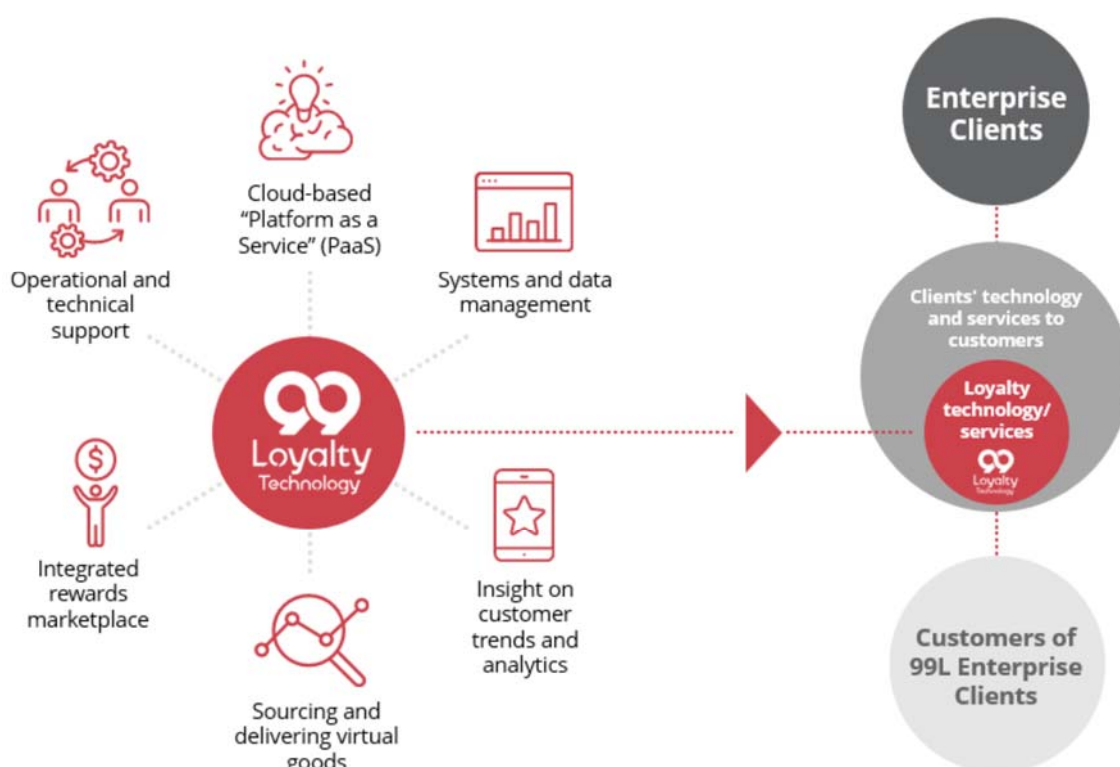 Cloud-based
“Platform as a
Service” (PaaS)
Operational and
technical
support
Systems and data
management
99
Loyalty
Technology
Integrated
rewards
marketplace
Insight on
customer
trends and
analytics
Sourcing and
delivering virtual
goods
Enterprise
Clients
Clients' technology
and services to
customers
Loyalty
technology/
services
99
Loyalty
Technology
Customers of
99L Enterprise
Clients